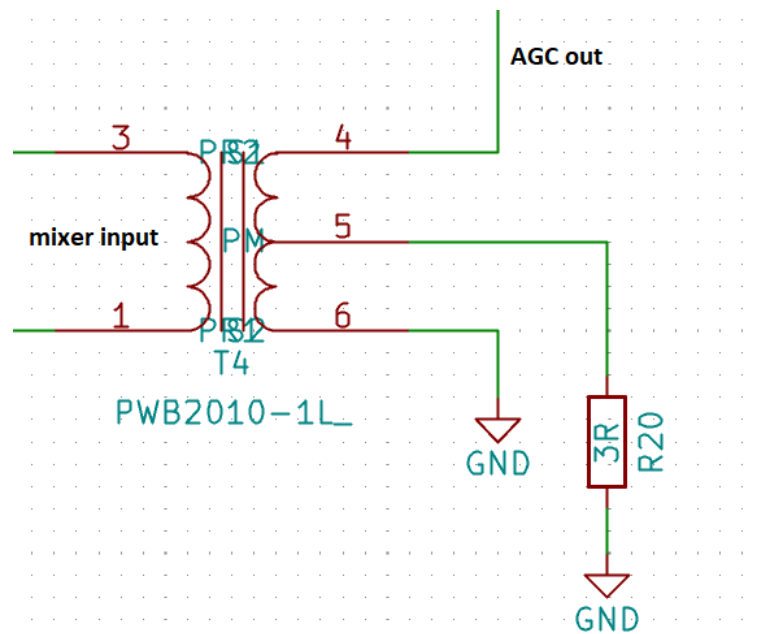 AGC out
3
4
mixer input
PM
5
1
6
T4
PWB2010-1L_
3R
R20
GND
GND